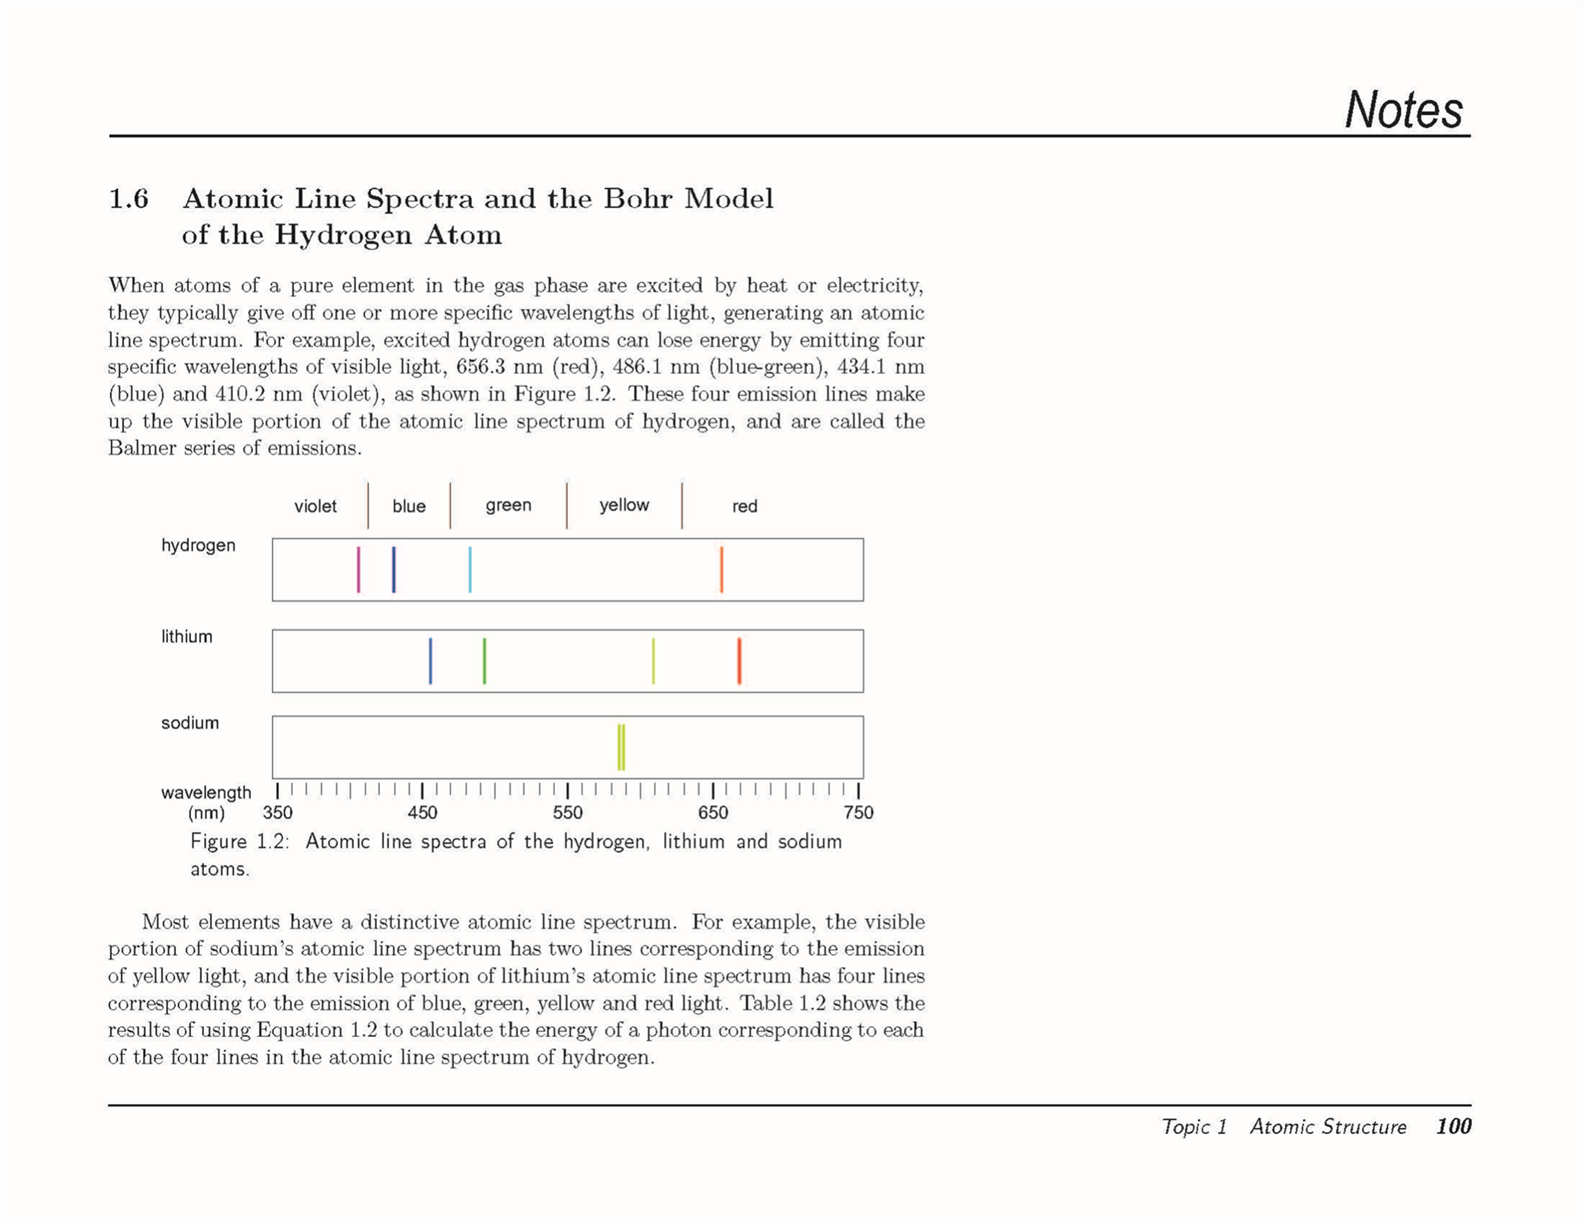 Notes
1.6 Atomic Line Spectra and the Bohr Model
of the Hydrogen Atom
When atoms of a pure element in the gas phase are excited by heat or electricity,
they typically give off one or more specific wavelengths of light, generating an atomic
line spectrum. For example, excited hydrogen atoms can lose energy by emitting four
specific wavelengths of visible light, 656.3 nm (red), 486.1 nm (blue-green), 434.1 nm
(blue) and 410.2 nm (violet), as shown in Figure 1.2. These four emission lines make
up the visible portion of the atomic line spectrum of hydrogen, and are called the
Balmer series of emissions.
violet blue green yellow red
hydrogen
lithium
sodium
wavelength
(nm) 350 450 550 650 750
Figure 1.2: Atomic line spectra of the hydrogen, lithium and sodium
atoms.
Most elements have a distinctive atomic line spectrum. For example, the visible
portion of sodium's atomic line spectrum has two lines corresponding to the emission
of yellow light, and the visible portion of lithium's atomic line spectrum has four lines
corresponding to the emission of blue, green, yellow and red light. Table 1.2 shows the
results of using Equation 1.2 to calculate the energy of a photon corresponding to each
of the four lines in the atomic line spectrum of hydrogen.
Topic 1 Atomic Structure 100